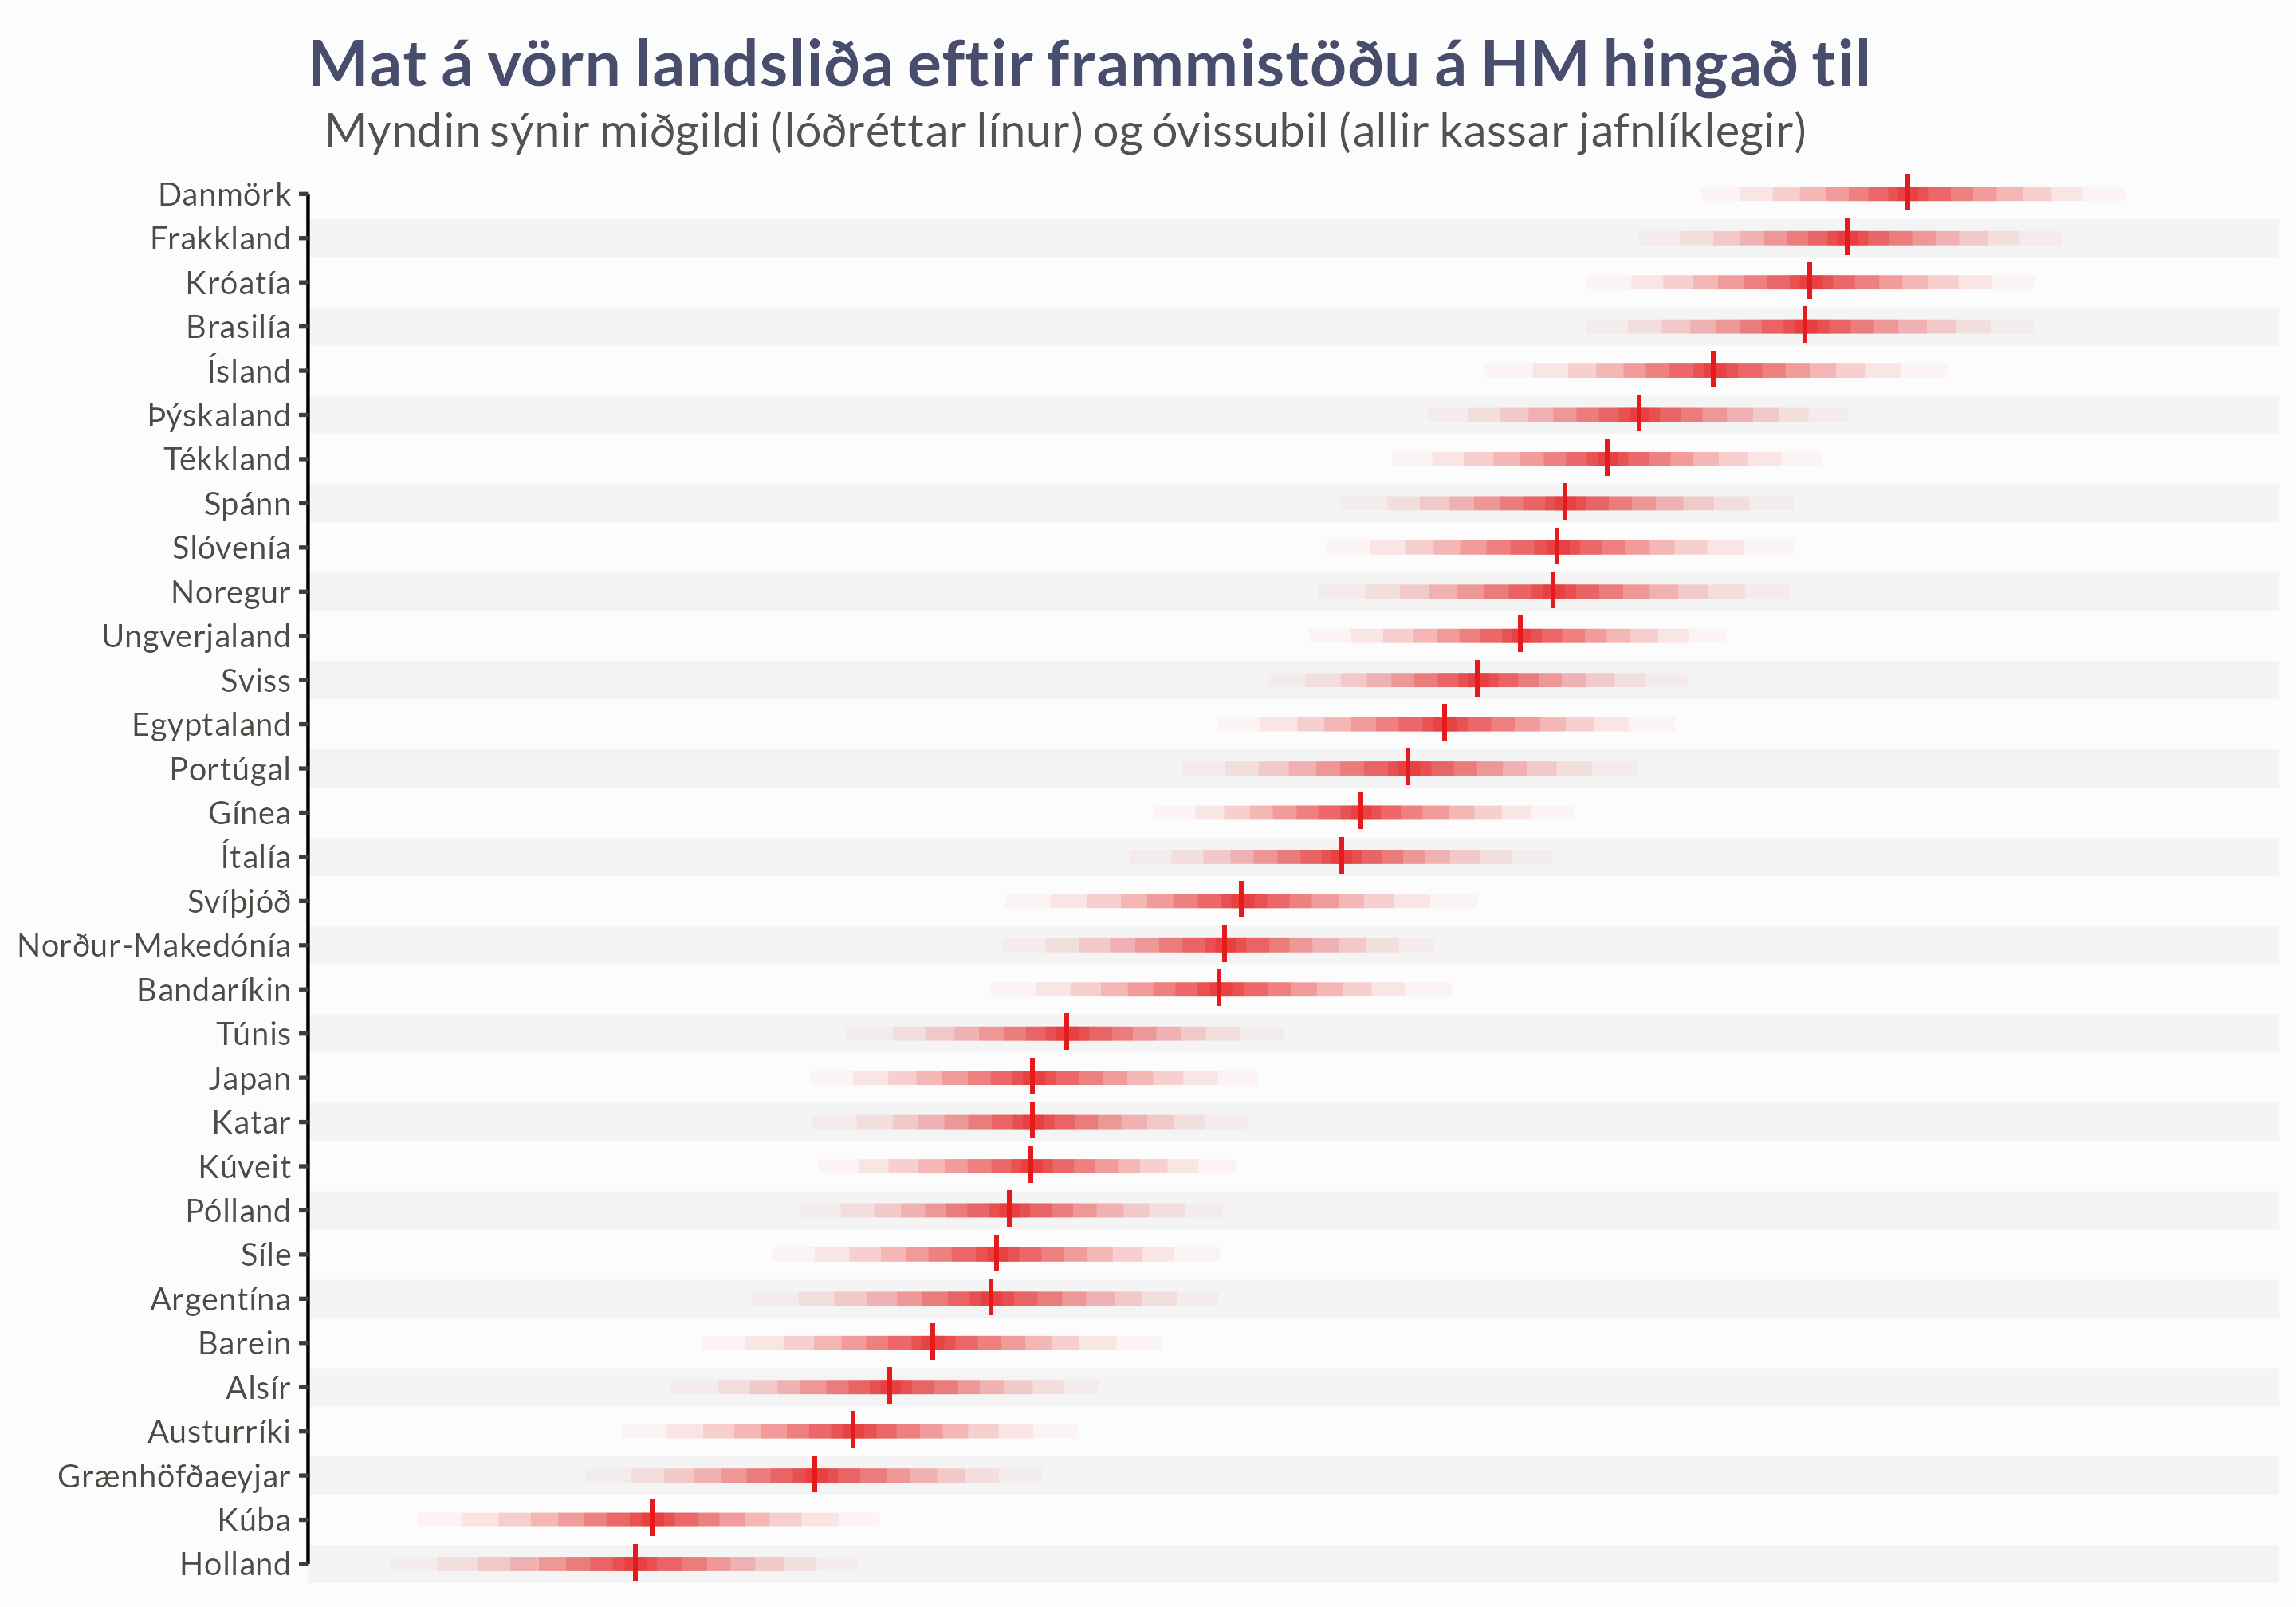 Mat á vörn landsliða eftir frammistöðu á HM hingað til
Myndin sýnir miðgildi (lóðréttar línur) og óvissubil (allir kassar jafnlíklegir)
Danmörk
Frakkland
Króatía
Brasilía
Ísland
Þýskaland
Tékkland
Spánn
Slóvenía
Noregur
Ungverjaland
Sviss
Egyptaland
Portúgal
Gínea
Ítalía
Svíþjóð
Norður-Makedónía
Bandaríkin
Túnis
Japan
Katar
Kúveit
Pólland
Síle
Argentína
Barein
Alsír
Austurríki
Grænhöfðaeyjar
Kúba
Holland